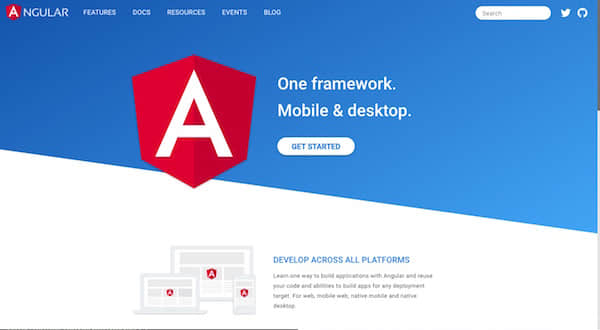 ANGULAR FEATURES DOCS RESOURCES EVENTS BLOG Search
A
One framework.
Mobile & desktop.
GET STARTED
DEVELOP ACROSS ALL PLATFORMS
Learn one way to build applications with Angular and reuse
your code and abilities to build apps for any deployment
target. For web, mobile web, native mobile and native
desktop.